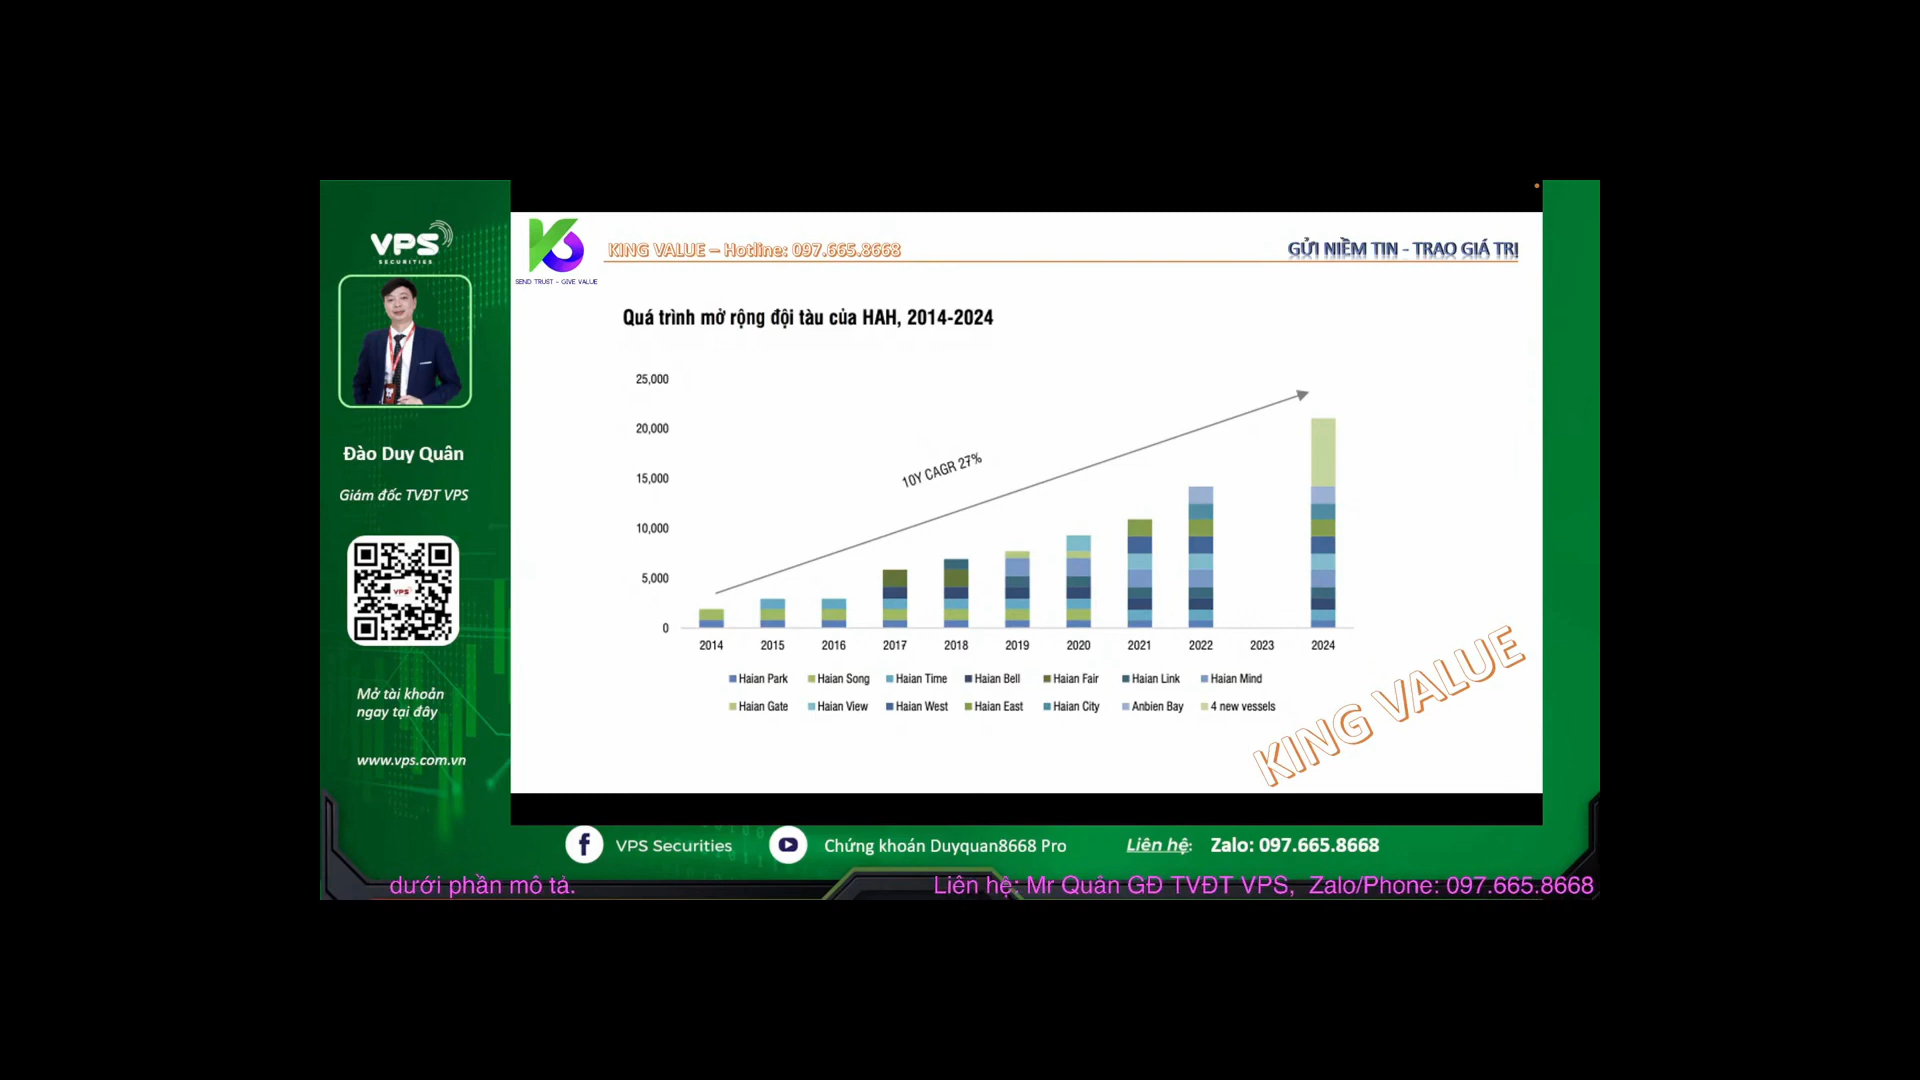 VPS
SECURITIES
Đào Duy Quân
Giám đốc TVĐT VPS
VPS
Mở tài khoản
ngay tại đây
www.vps.com.vn
SEND TRUST - GIVE VALUE
KING VALUE – Hotline: 097.665.8668
GỬI NIỀM TIN - TRAO GIÁ TRỊ
Quá trình mở rộng đội tàu của HAH, 2014-2024
25,000
20,000
15,000
10,000
5,000
0
10Y CAGR 27%
2014 2015 2016 2017 2018 2019 2020 2021 2022 2023 2024
Haian Park Haian Song Haian Time Haian Bell Haian Fair Haian Link Haian Mind
Haian Gate Haian View Haian West Haian East Haian City Anbien Bay 4 new vessels
KING VALUE
VPS Securities Chứng khoán Duyquan8668 Pro Liên hệ: Zalo: 097.665.8668
dưới phần mô tả. Liên hệ: Mr Quân GĐ TVĐT VPS, Zalo/Phone: 097.665.8668